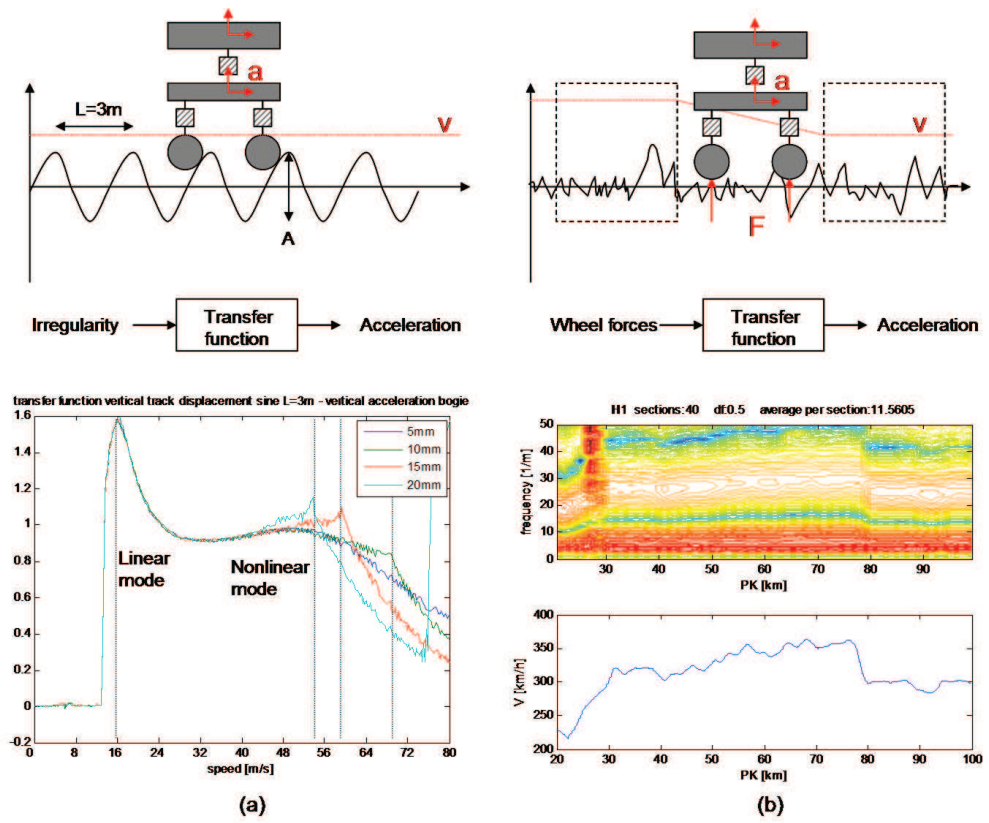 a
L=3m
v
A
Irregularity
Transfer
function
Acceleration
a
v
F
Wheel forces
Transfer
function
Acceleration
transfer function vertical track displacement sine L=3m - vertical acceleration bogie
1.6
1.4
1.2
1
0.8
0.6
0.4
0.2
0
-0.2
5mm
10mm
15mm
20mm
Linear
mode
Nonlinear
mode
0 8 16 24 32 40 48 56 64 72 80
speed [m/s]
(a)
H1 sections:40 df:0.5 average per section:11.5605
50
40
30
20
10
0
frequency [1/m]
30 40 50 60 70 80 90
PK [km]
400
350
300
250
200
V [km/h]
20 30 40 50 60 70 80 90 100
PK [km]
(b)